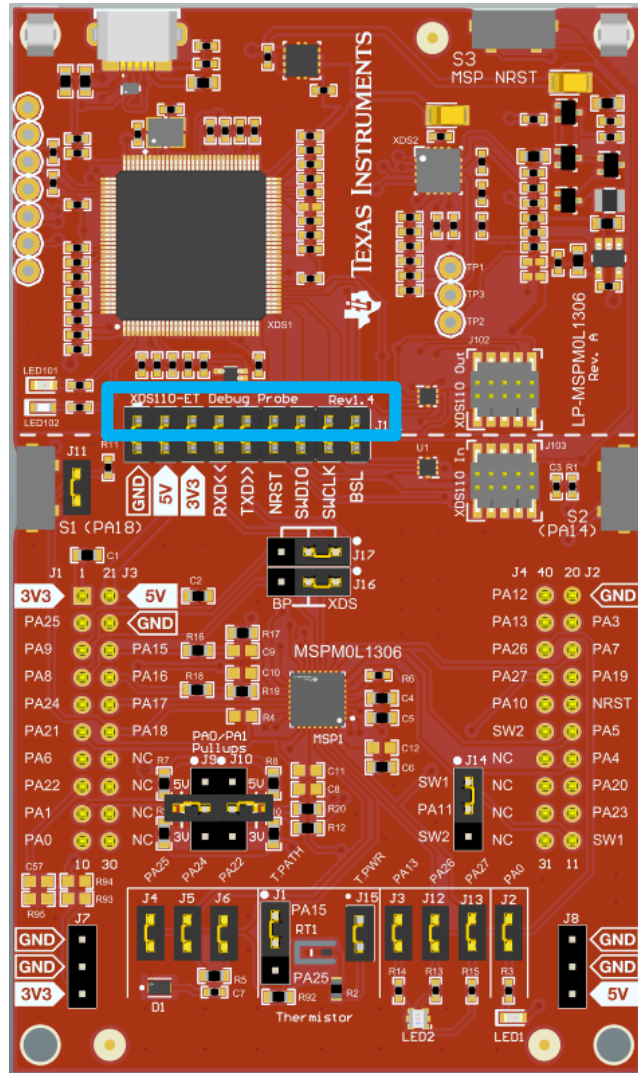 S3
MSP NRST
XDS2
TEXAS INSTRUMENTS
TP1
TP3
TP2
XDS1
J102
XDS110 Out
LP-MSPM0L1306
Rev. A
LED101
LED102
XDS110-ET Debug Probe Rev1.4
R11
GND 5V 3V3 RXD<< TXD>> NRST SWDIO SWCLK BSL
J11
S1 (PA18)
U1
XDS110 In
J103
C3 R1
S2
(PA14)
C1
J17
J16
BP XDS
J1 1 21 J3
3V3 5V
PA25 GND
PA9 PA15
PA8 PA16
PA24 PA17
PA21 PA18
PA6 NC
PA22 NC
PA1 NC
PA0 NC
10 30
C2
R16
R18
R17
C9
C10
R19
R4
MSPM0L1306
MSP1
R6
C4
C5
C12
C6
J4 40 20 J2
PA12 GND
PA13 PA3
PA26 PA7
PA27 PA19
PA10 NRST
SW2 PA5
NC PA4
NC PA20
NC PA23
NC SW1
31 11
PA0/PA1
Pullups
J9 J10
R7 5V 5V R8
3V 3V
C11
C8
R20
R12
J14
SW1
PA11
SW2
C57
R94
R93
R95
PA25 PA24 PA22 T.PATH T.PWR PA13 PA26 PA27 PA0
J4 J5 J6 J1 J15 J3 J12 J13 J2
PA15
RT1
PA25
J7
GND
GND
3V3
J8
GND
GND
5V
D1
R5
C7
R92
R2
R14 R13 R15 R3
Thermistor
LED2
LED1